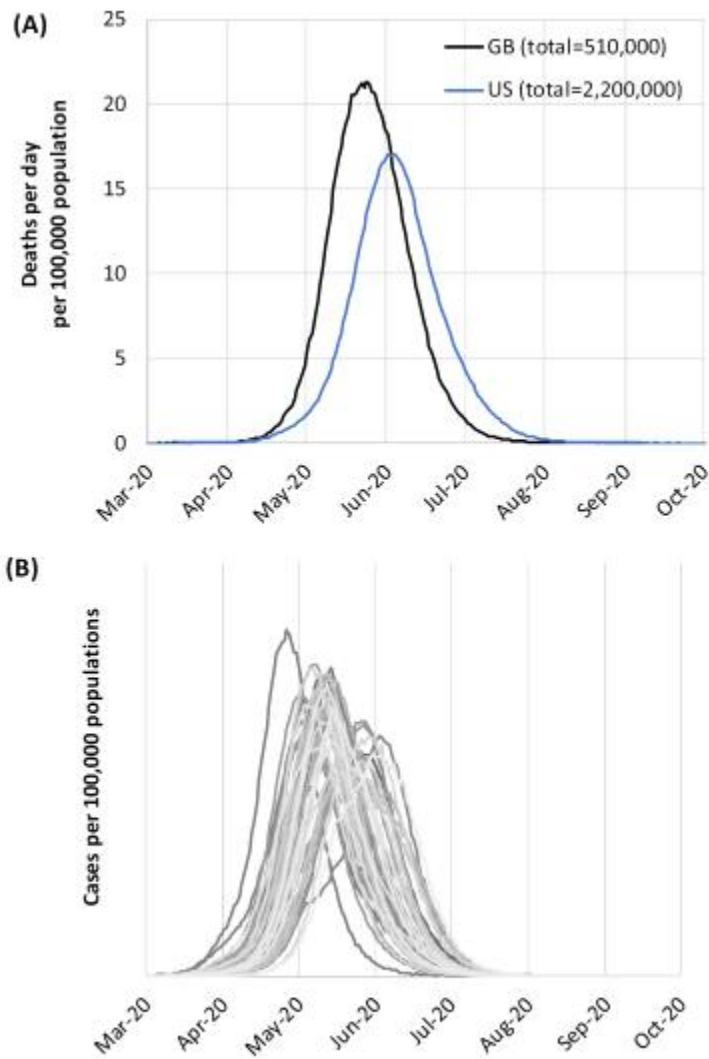 (A)
25
20
15
10
5
0
Deaths per day
per 100,000 population
GB (total=510,000)
US (total=2,200,000)
Mar-20
Apr-20
May-20
Jun-20
Jul-20
Aug-20
Sep-20
Oct-20
(B)
Cases per 100,000 populations
Mar-20
Apr-20
May-20
Jun-20
Jul-20
Aug-20
Sep-20
Oct-20